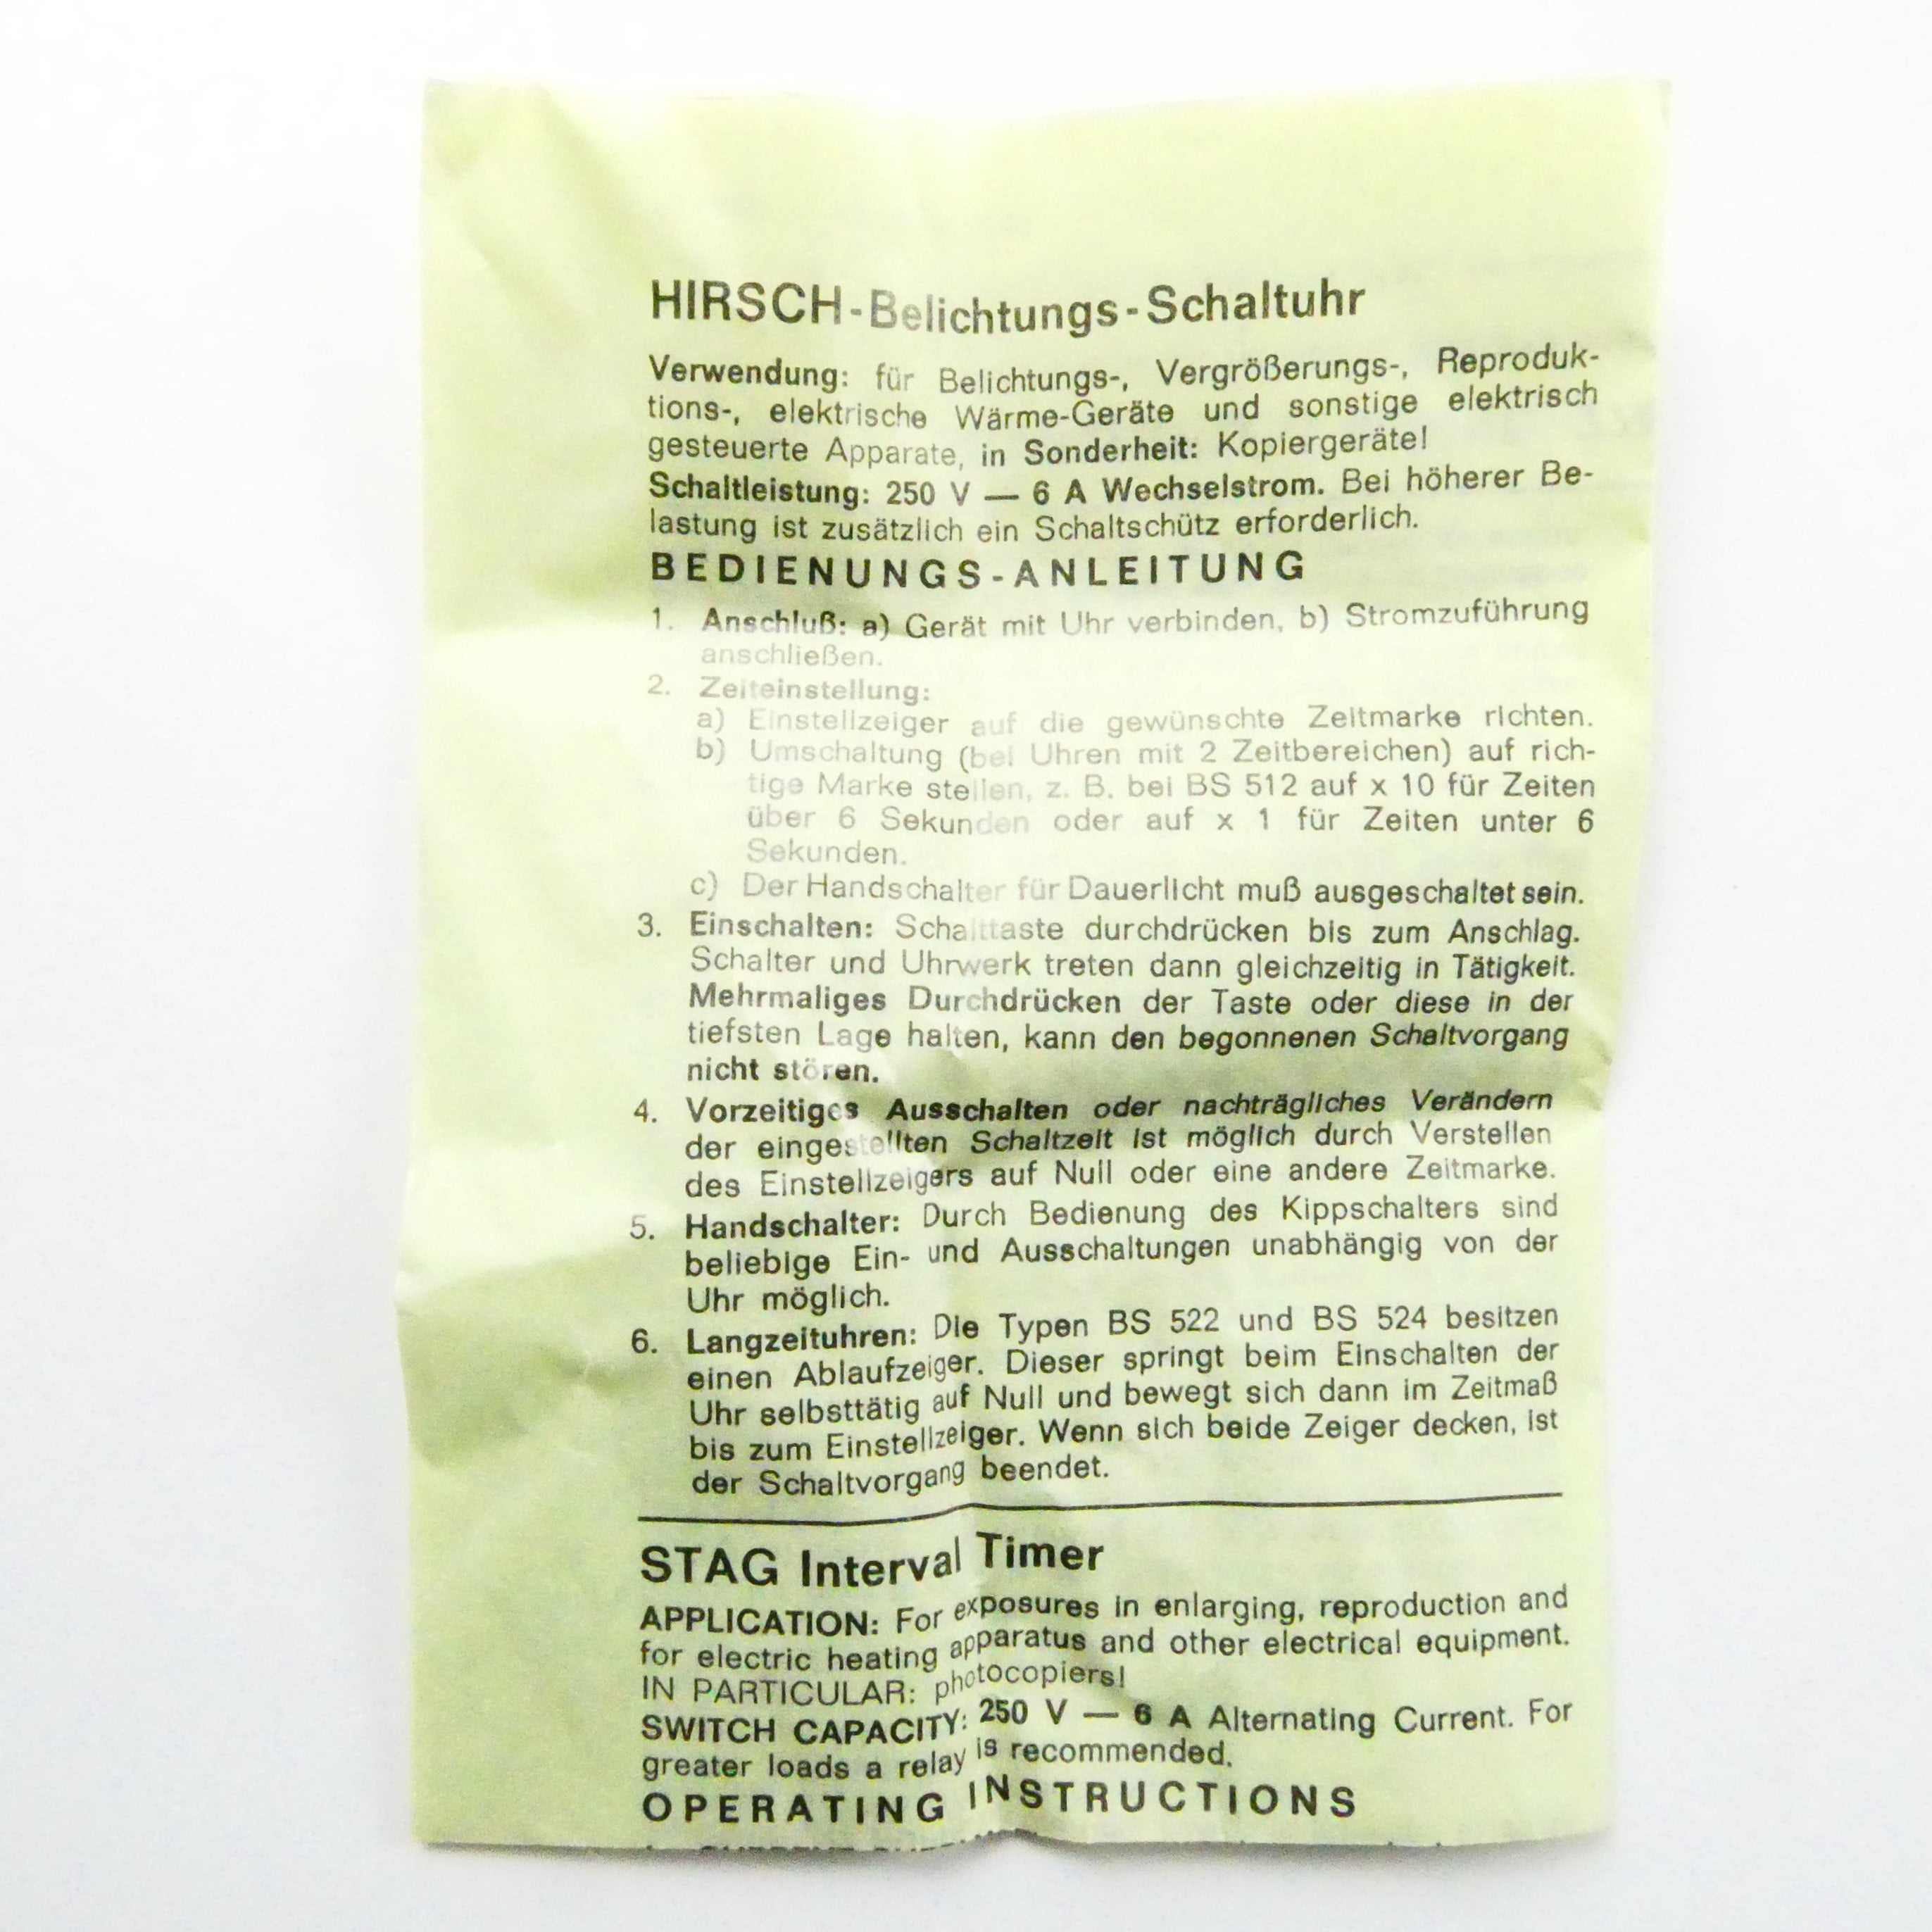 HIRSCH-Belichtungs-Schaltuhr
Verwendung: für Belichtungs-, Vergrößerungs-, Reproduk-
tions-, elektrische Wärme-Geräte und sonstige elektrisch
gesteuerte Apparate, in Sonderheit: Kopiergeräte!
Schaltleistung: 250 V — 6 A Wechselstrom. Bei höherer Be-
lastung ist zusätzlich ein Schaltschütz erforderlich.
BEDIENUNGS-ANLEITUNG
1. Anschluß: a) Gerät mit Uhr verbinden, b) Stromzuführung
anschließen.
2. Zeiteinstellung:
a) Einstellzeiger auf die gewünschte Zeitmarke richten.
b) Umschaltung (bei Uhren mit 2 Zeitbereichen) auf rich-
tige Marke stellen, z. B. bei BS 512 auf x 10 für Zeiten
über 6 Sekunden oder auf x 1 für Zeiten unter 6
Sekunden.
c) Der Handschalter für Dauerlicht muß ausgeschaltet sein.
3. Einschalten: Schalttaste durchdrücken bis zum Anschlag.
Schalter und Uhrwerk treten dann gleichzeitig in Tätigkeit.
Mehrmaliges Durchdrücken der Taste oder diese in der
tiefsten Lage halten, kann den begonnenen Schaltvorgang
nicht stören.
4. Vorzeitiges Ausschalten oder nachträgliches Verändern
der eingestellten Schaltzeit ist möglich durch Verstellen
des Einstellzeigers auf Null oder eine andere Zeitmarke.
5. Handschalter: Durch Bedienung des Kippschalters sind
beliebige Ein- und Ausschaltungen unabhängig von der
Uhr möglich.
6. Langzeituhren: Die Typen BS 522 und BS 524 besitzen
einen Ablaufzeiger. Dieser springt beim Einschalten der
Uhr selbsttätig auf Null und bewegt sich dann im Zeitmaß
bis zum Einstellzeiger. Wenn sich beide Zeiger decken, ist
der Schaltvorgang beendet.
STAG Interval Timer
APPLICATION: For exposures in enlarging, reproduction and
for electric heating apparatus and other electrical equipment.
IN PARTICULAR: photocopiers!
SWITCH CAPACITY: 250 V — 6 A Alternating Current. For
greater loads a relay is recommended.
OPERATING INSTRUCTIONS